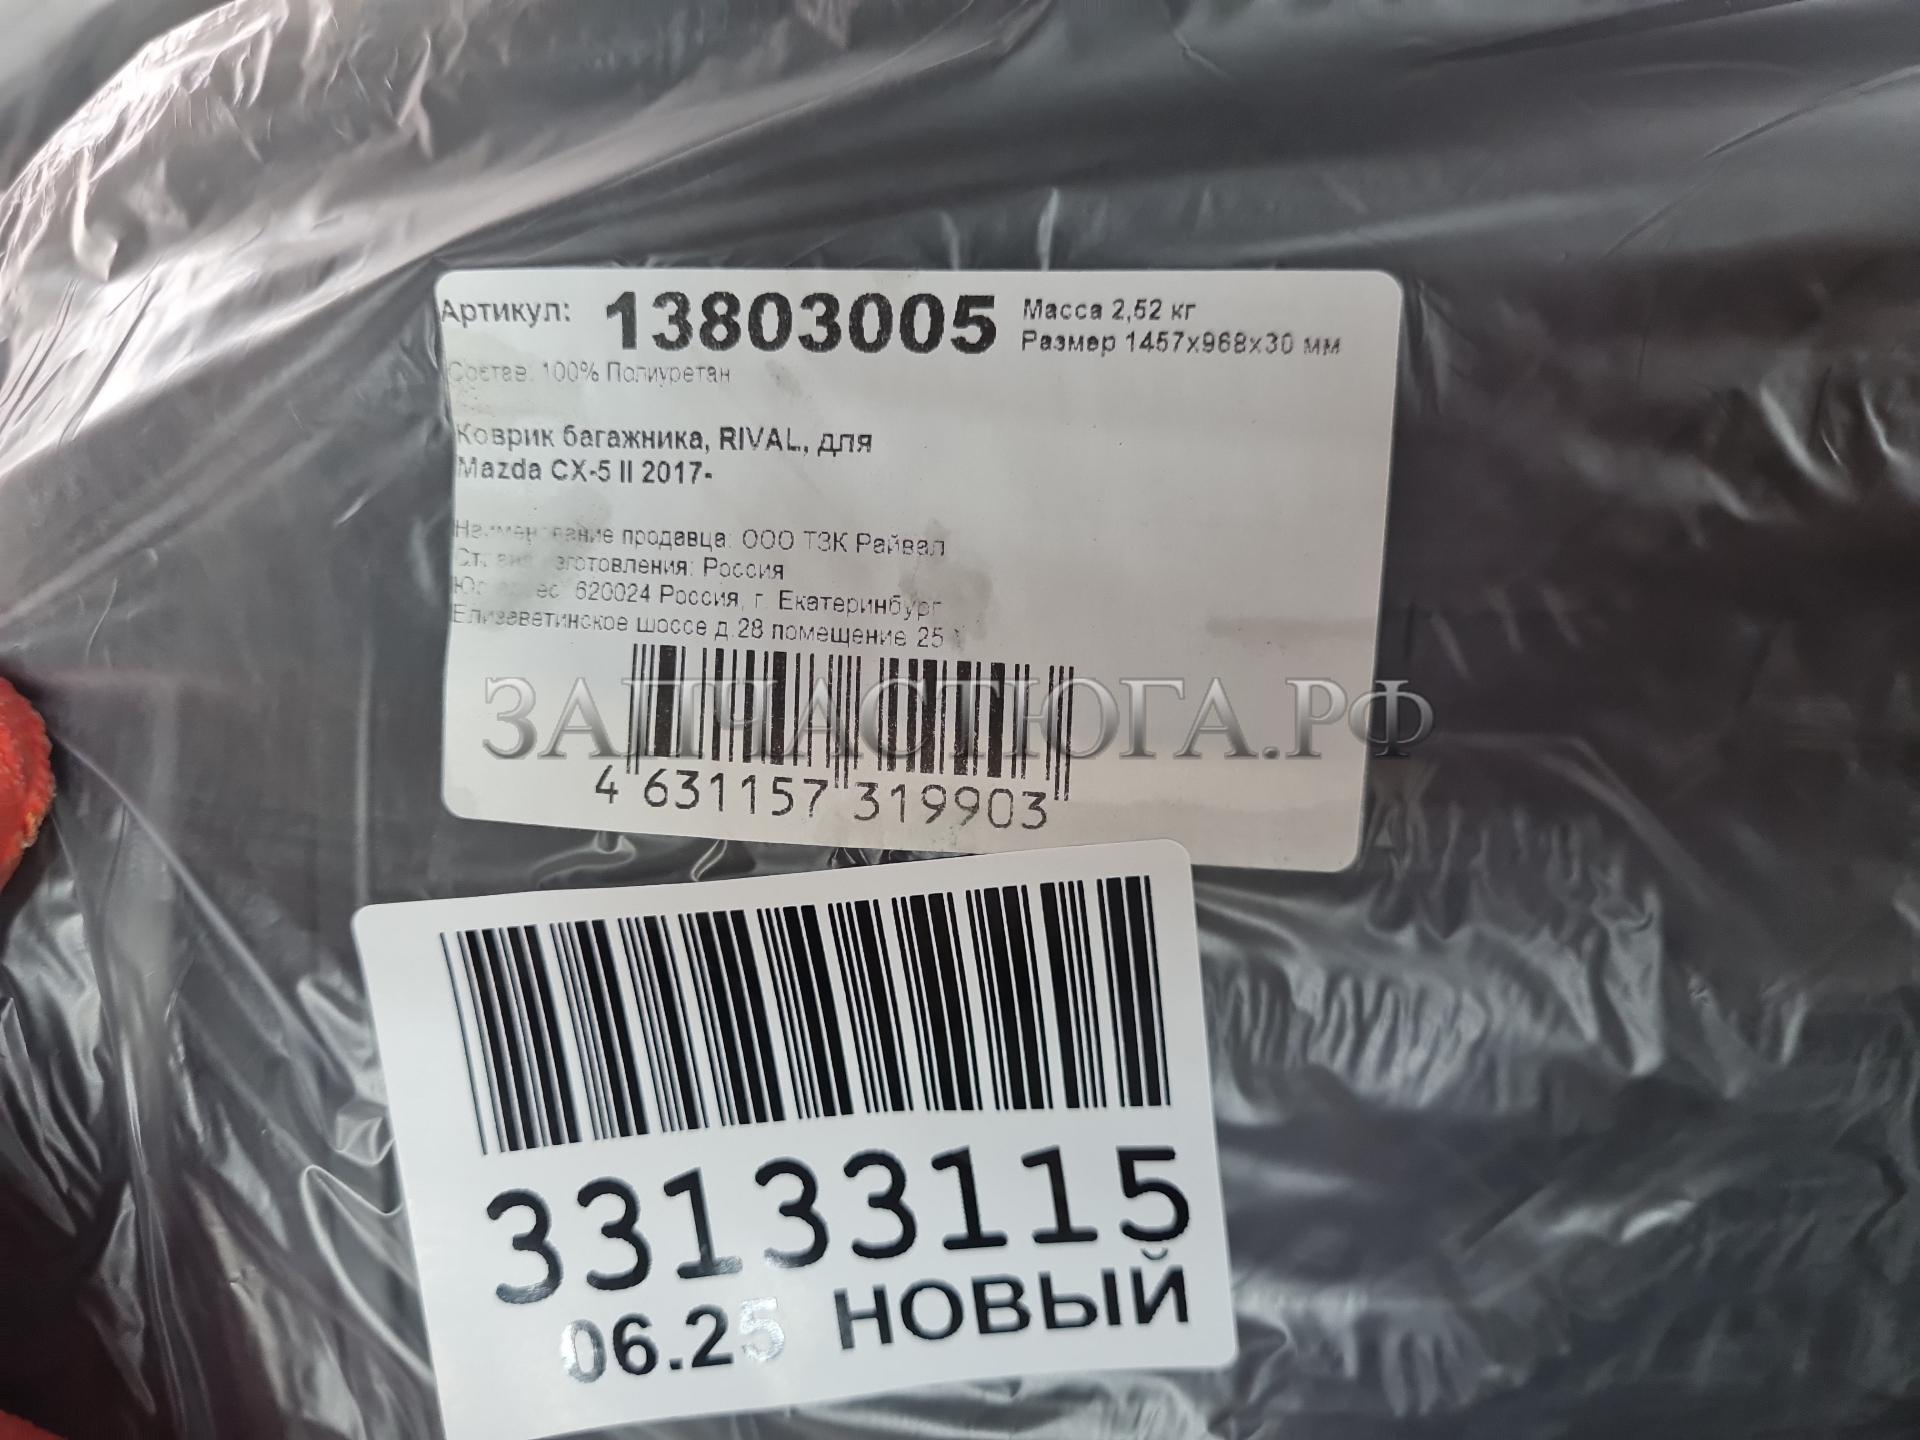 Артикул: 13803005
Масса 2,52 кг
Размер 1457x968x30 мм
Состав: 100% Полиуретан
Коврик багажника, RIVAL, для
Mazda CX-5 II 2017-
продавца: ООО ТЗК Райвал
Россия
620024 Россия, г. Екатеринбург
Елизаветинское шоссе д.28 помещение 25
ЗАПЧАСТЮГА.РФ
4 631157 319903
33133115
06.25 НОВЫЙ